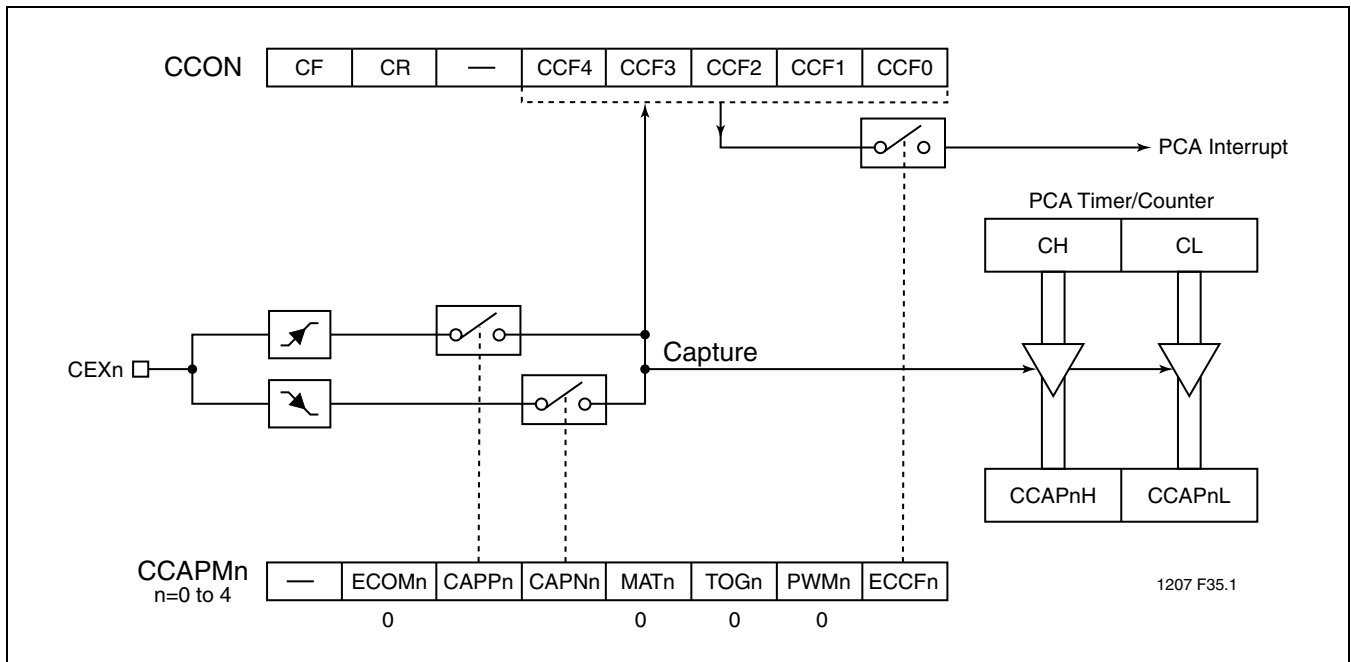 CCON CF CR — CCF4 CCF3 CCF2 CCF1 CCF0
PCA Interrupt
PCA Timer/Counter
CH CL
CEXn
Capture
CCAPnH CCAPnL
CCAPMn
n=0 to 4
— ECOMn CAPPn CAPNn MATn TOGn PWMn ECCFn
0 0 0 0
1207 F35.1